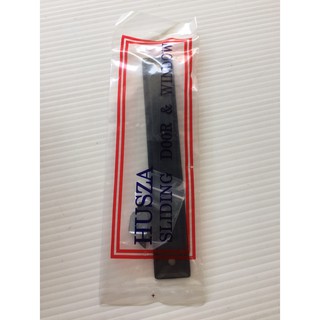 HUSZA
SLIDING DOOR & WINDOW